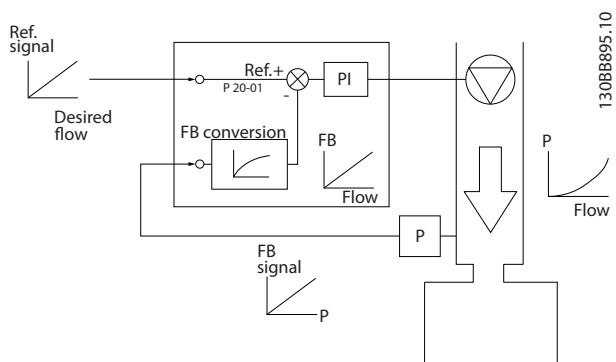 Ref.
signal
Desired
flow
Ref.+
P 20-01
-
PI
FB conversion
FB
Flow
P
FB
signal
P
P
Flow
130BB895.10